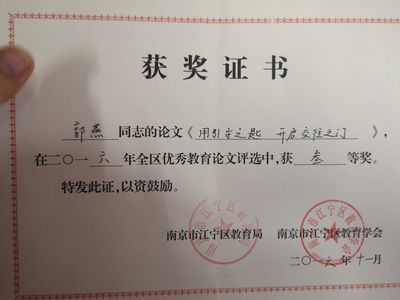 获奖证书
郭燕 同志的论文《用引导之匙 开启交往之门》，
在二〇一六年全区优秀教育论文评选中，获 叁 等奖。
特发此证，以资鼓励。
南京市江宁区教育局 南京市江宁区教育学会
二〇一六年十一月